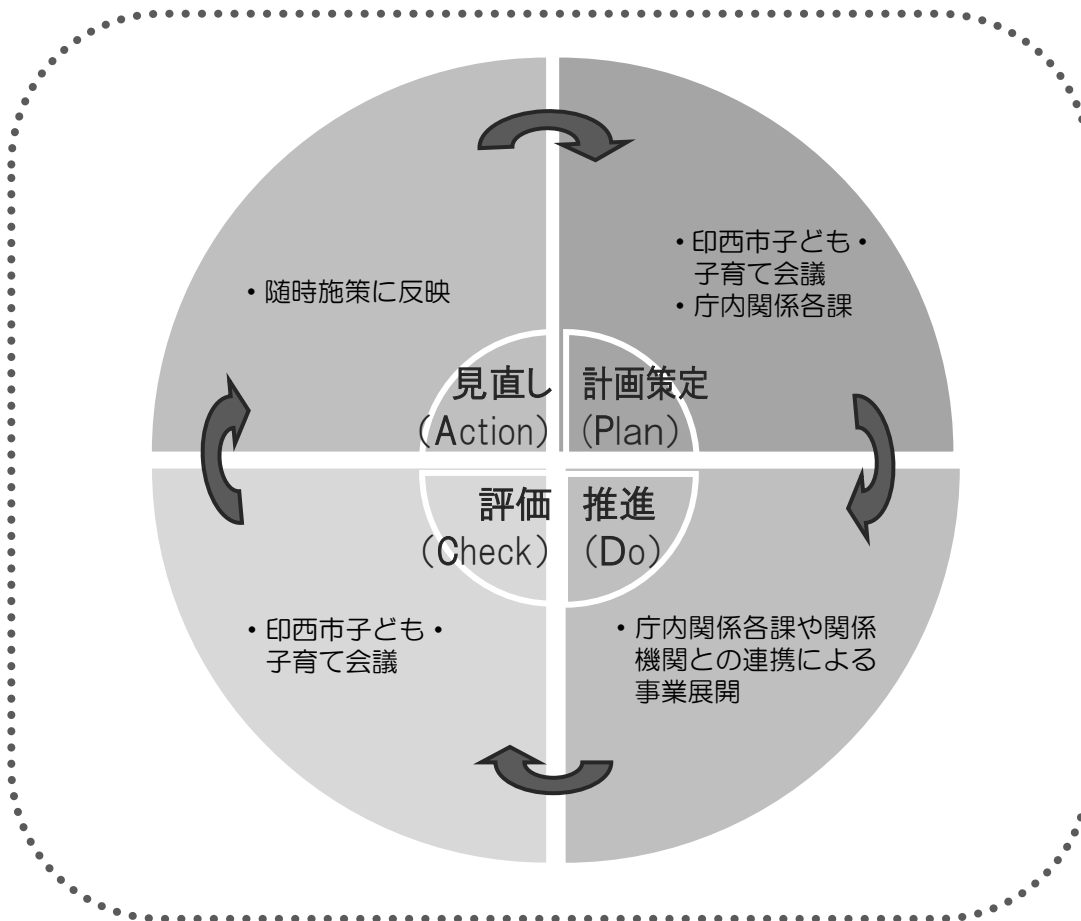 ・随時施策に反映
・印西市子ども・
子育て会議
・庁内関係各課
見直し
(Action)
計画策定
(Plan)
評価
(Check)
推進
(Do)
・印西市子ども・
子育て会議
・庁内関係各課や関係
機関との連携による
事業展開